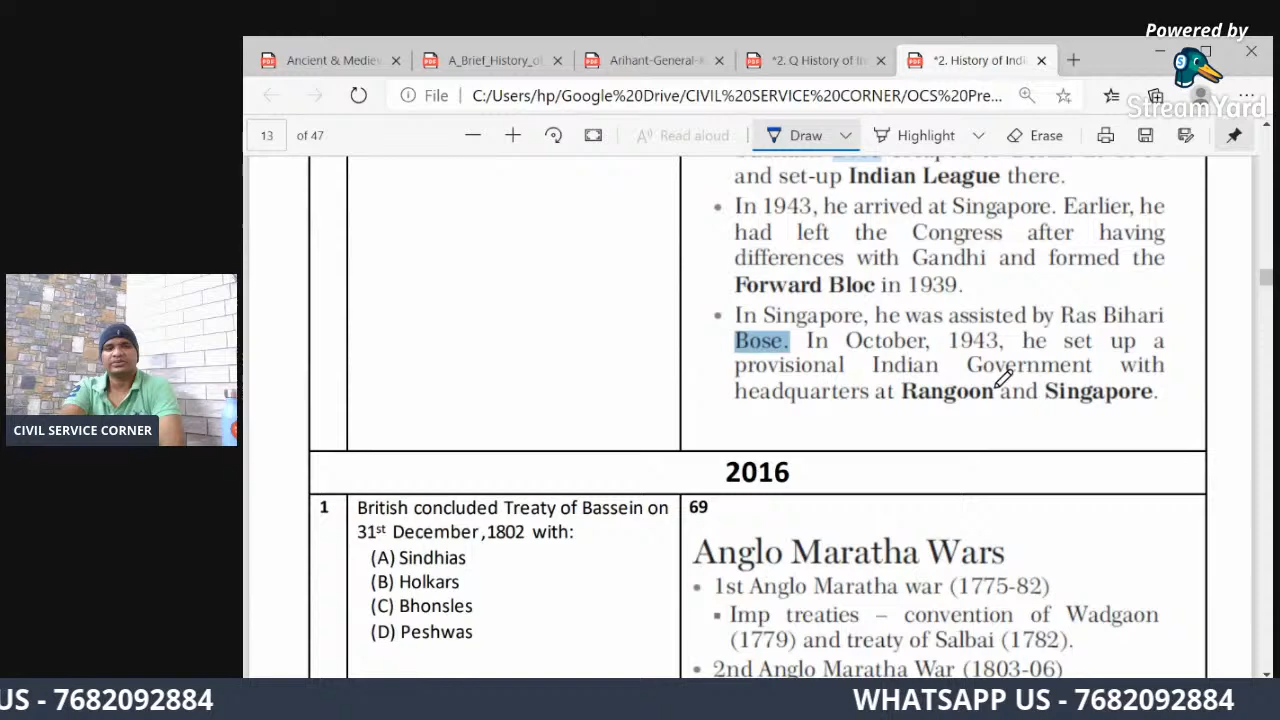 Powered by
StreamYard
Ancient & Mediev
A_Brief_History_of
Arihant-General-K
*2. Q History of In
*2. History of Indi
File
C:/Users/hp/Google%20Drive/CIVIL%20SERVICE%20CORNER/OCS%20Pre...
13 of 47
Read aloud
Draw
Highlight
Erase
and set-up Indian League there.
• In 1943, he arrived at Singapore. Earlier, he
had left the Congress after having
differences with Gandhi and formed the
Forward Bloc in 1939.
• In Singapore, he was assisted by Ras Bihari
Bose. In October, 1943, he set up a
provisional Indian Government with
headquarters at Rangoon and Singapore.
2016
1
British concluded Treaty of Bassein on
31st December ,1802 with:
(A) Sindhias
(B) Holkars
(C) Bhonsles
(D) Peshwas
69
Anglo Maratha Wars
• 1st Anglo Maratha war (1775-82)
▪ Imp treaties – convention of Wadgaon
(1779) and treaty of Salbai (1782).
• 2nd Anglo Maratha War (1803-06)
CIVIL SERVICE CORNER
US - 7682092884
WHATSAPP US - 7682092884